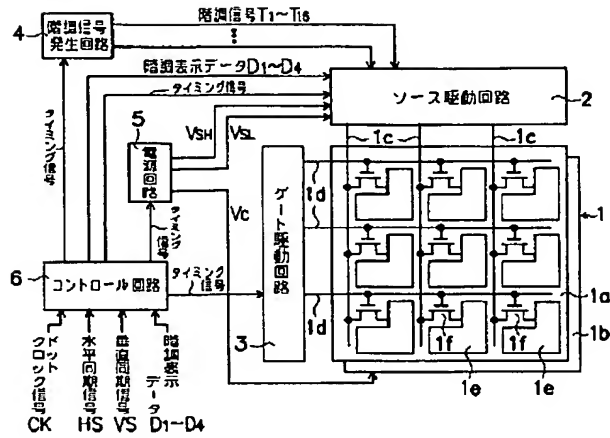 階調信号T₁～T₁₆
4
階調信号
発生回路
階調表示データD₁～D₄
タイミング信号
ソース駆動回路
2
タイミング信号
5
電源回路
VSH
VSL
1c
1c
1d
ゲート駆動回路
1
VC
タイミング
信号
6
コントロール回路
タイミング
信号
1d
1a
1b
3
1f
1f
1e
1e
ドット
クロック信号
CK
水平同期信号
HS
垂直同期信号
VS
階調表示
データ
D₁～D₄